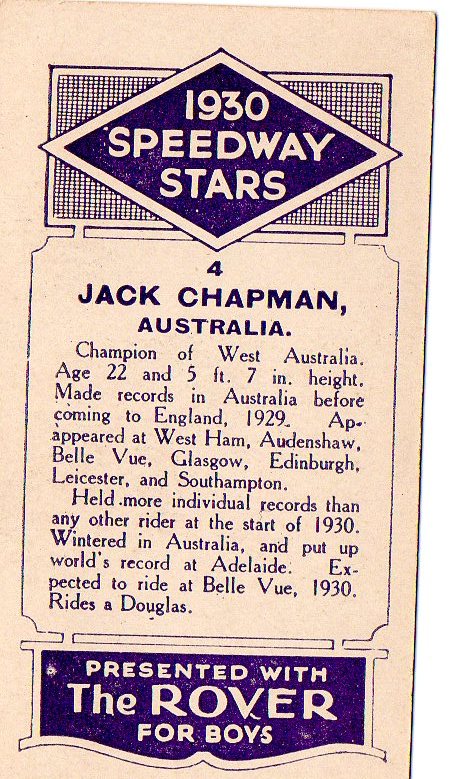 1930
SPEEDWAY
STARS
4
JACK CHAPMAN,
AUSTRALIA.
Champion of West Australia.
Age 22 and 5 ft. 7 in. height.
Made records in Australia before
coming to England, 1929. Ap-
appeared at West Ham, Audenshaw,
Belle Vue, Glasgow, Edinburgh,
Leicester, and Southampton.
Held more individual records than
any other rider at the start of 1930.
Wintered in Australia, and put up
world's record at Adelaide. Ex-
pected to ride at Belle Vue, 1930.
Rides a Douglas.
PRESENTED WITH
The ROVER
FOR BOYS